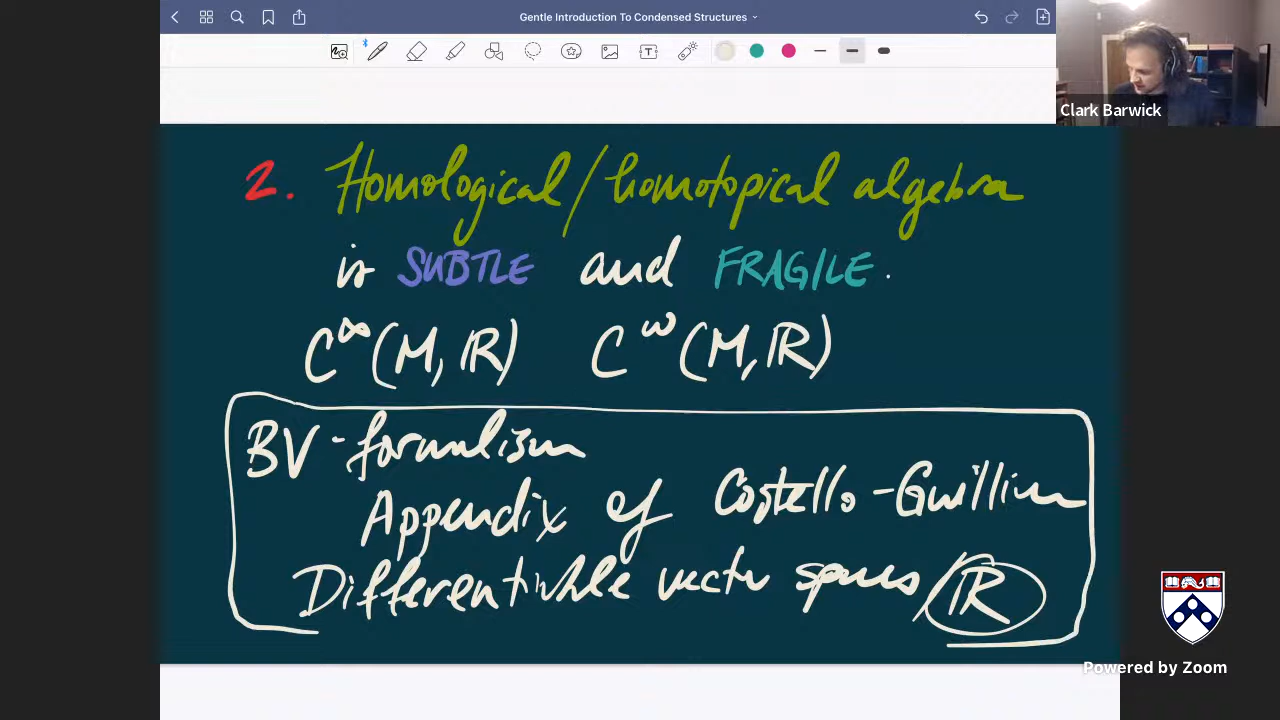 Gentle Introduction To Condensed Structures
Clark Barwick
2. Homological/homotopical algebra
is SUBTLE and FRAGILE.
C^∞(M,ℝ) C^ω(M,ℝ)
BV-formalism
Appendix of Costello-Gwilliam
Differentiable vector spaces/ℝ
Powered by Zoom